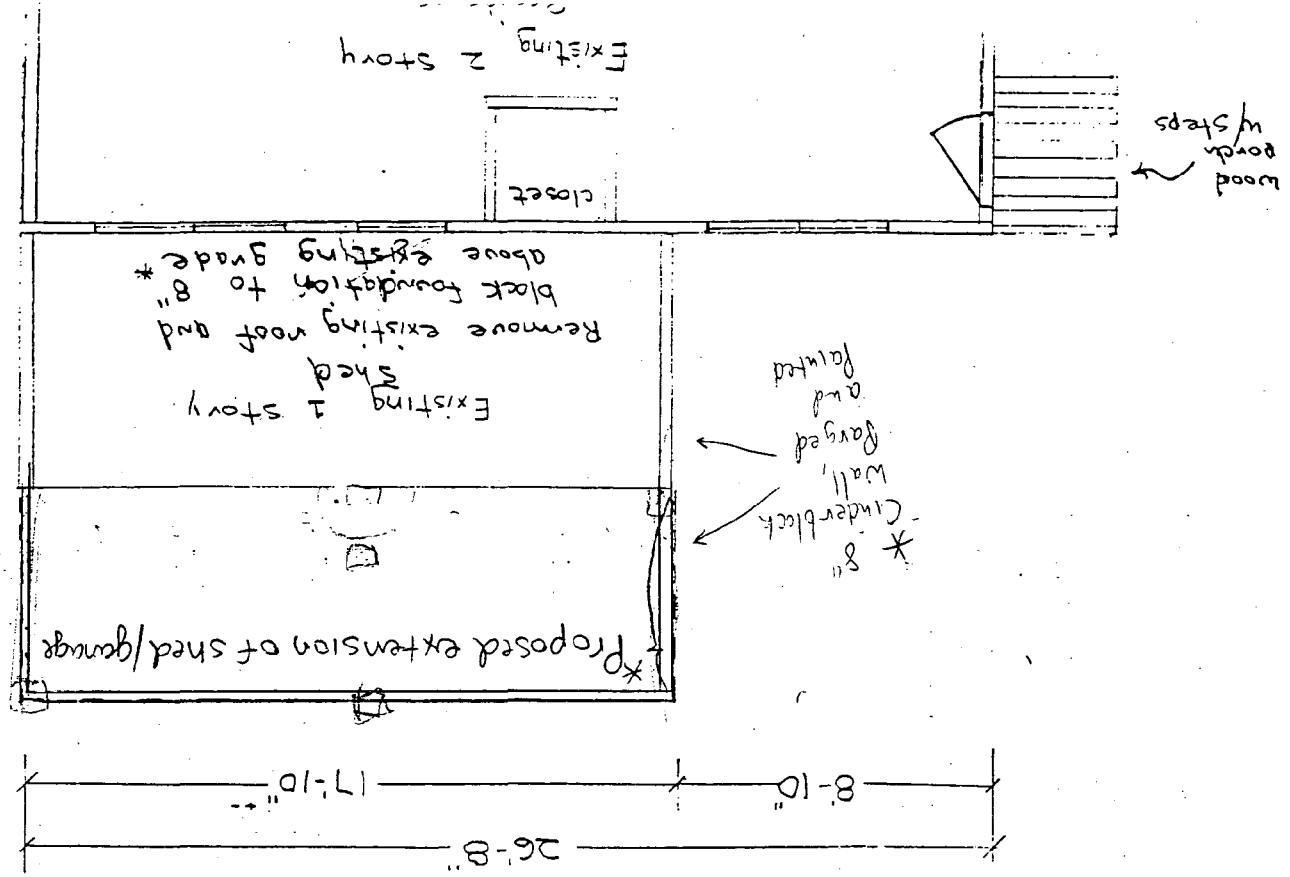 26'-8"
8'-10"
17'-10"
*Proposed extension of shed/garage
* 8"
Cinderblock
Wall,
Parged
and
Painted
Existing 1 Story
Shed
Remove existing roof and
block foundation to 8"
above existing grade *
closet
wood
porch
w/steps
Existing 2 Story